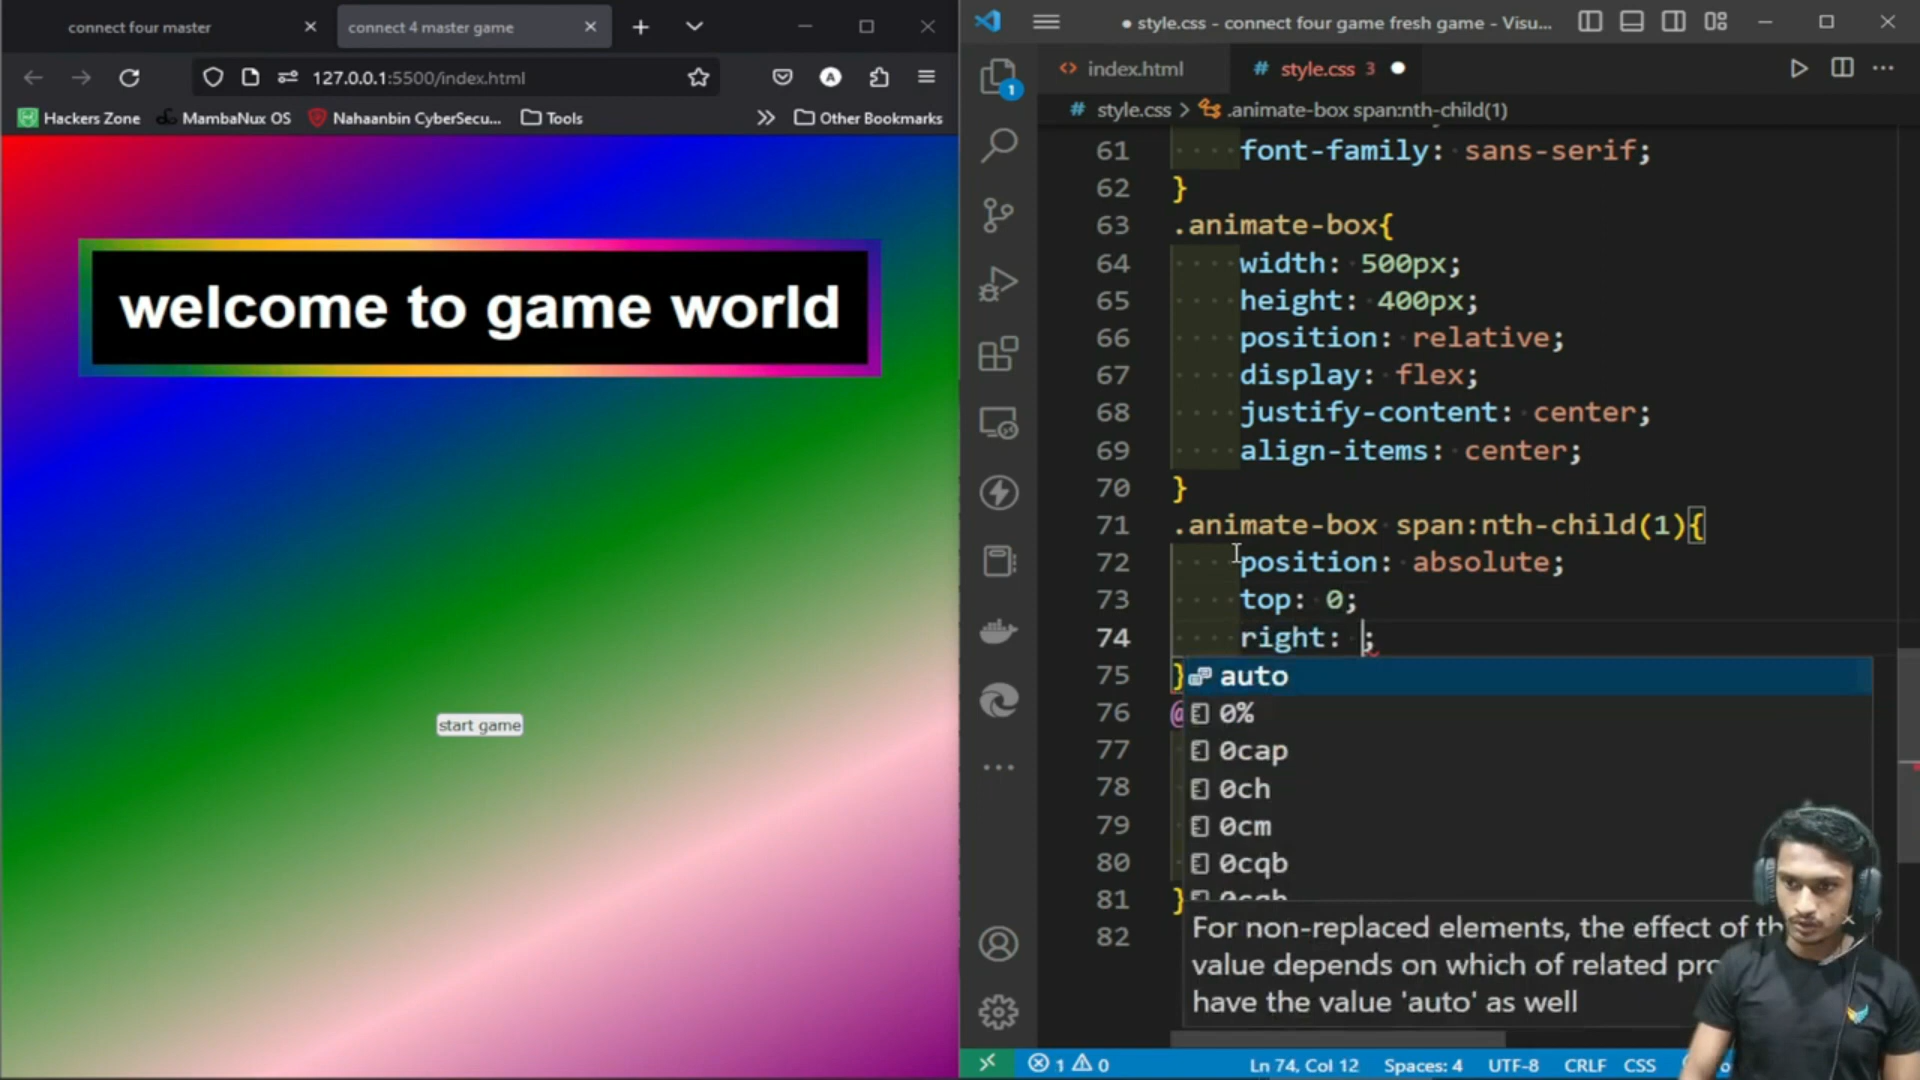 connect four master
connect 4 master game
127.0.0.1:5500/index.html
Hackers Zone
MambaNux OS
Nahaanbin CyberSecu...
Tools
Other Bookmarks
welcome to game world
start game
● style.css - connect four game fresh game - Visu...
index.html
# style.css 3
1
# style.css > .animate-box span:nth-child(1)
61 font-family: sans-serif;
62 }
63 .animate-box{
64 width: 500px;
65 height: 400px;
66 position: relative;
67 display: flex;
68 justify-content: center;
69 align-items: center;
70 }
71 .animate-box span:nth-child(1){
72 position: absolute;
73 top: 0;
74 right: ;
75 }
auto
76 @
0%
77
0cap
78
0ch
79
0cm
80
0cqb
81 }
82
For non-replaced elements, the effect of th
value depends on which of related pro
have the value 'auto' as well
1 0
Ln 74, Col 12
Spaces: 4
UTF-8
CRLF
CSS